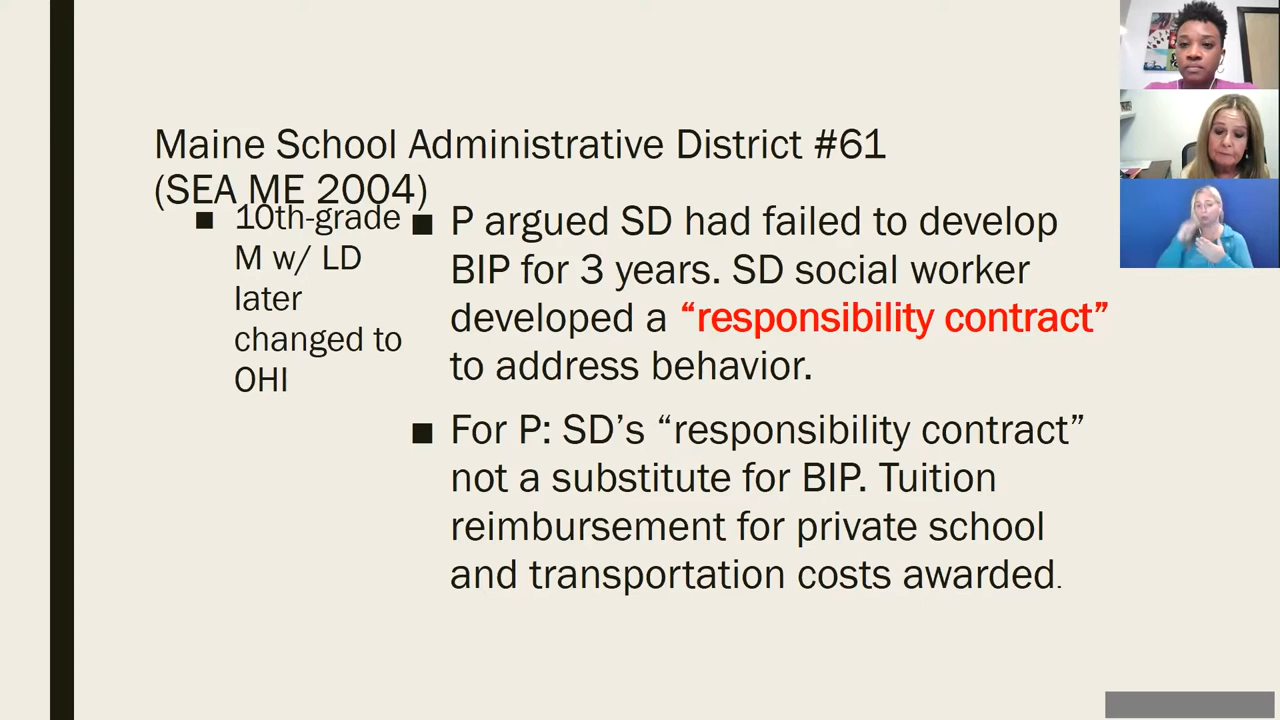 Maine School Administrative District #61
(SEA ME 2004)
■ 10th-grade
M w/ LD
later
changed to
OHI
■ P argued SD had failed to develop
BIP for 3 years. SD social worker
developed a “responsibility contract”
to address behavior.
■ For P: SD’s “responsibility contract”
not a substitute for BIP. Tuition
reimbursement for private school
and transportation costs awarded.